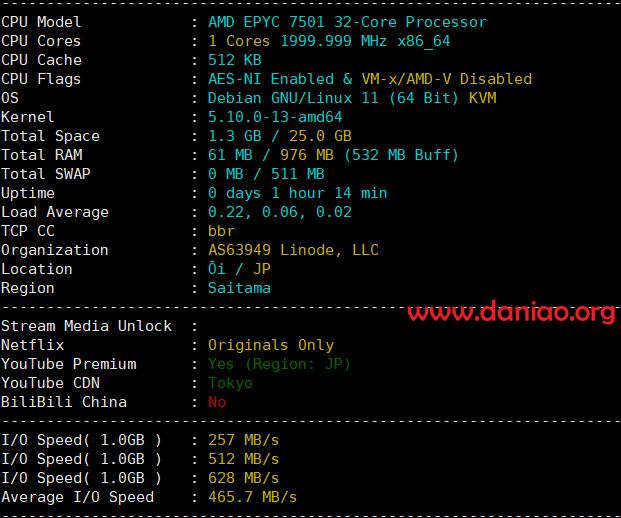 CPU Model : AMD EPYC 7501 32-Core Processor
CPU Cores : 1 Cores 1999.999 MHz x86_64
CPU Cache : 512 KB
CPU Flags : AES-NI Enabled & VM-x/AMD-V Disabled
OS : Debian GNU/Linux 11 (64 Bit) KVM
Kernel : 5.10.0-13-amd64
Total Space : 1.3 GB / 25.0 GB
Total RAM : 61 MB / 976 MB (532 MB Buff)
Total SWAP : 0 MB / 511 MB
Uptime : 0 days 1 hour 14 min
Load Average : 0.22, 0.06, 0.02
TCP CC : bbr
Organization : AS63949 Linode, LLC
Location : Ōi / JP
Region : Saitama
www.daniao.org
Stream Media Unlock :
Netflix : Originals Only
YouTube Premium : Yes (Region: JP)
YouTube CDN : Tokyo
BiliBili China : No
I/O Speed( 1.0GB ) : 257 MB/s
I/O Speed( 1.0GB ) : 512 MB/s
I/O Speed( 1.0GB ) : 628 MB/s
Average I/O Speed : 465.7 MB/s